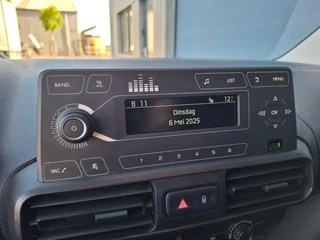 BAND
TA
LIST
MENU
B 11
12°
Dinsdag
6 Mei 2025
OK
SRC
1 2 3 4 5 6